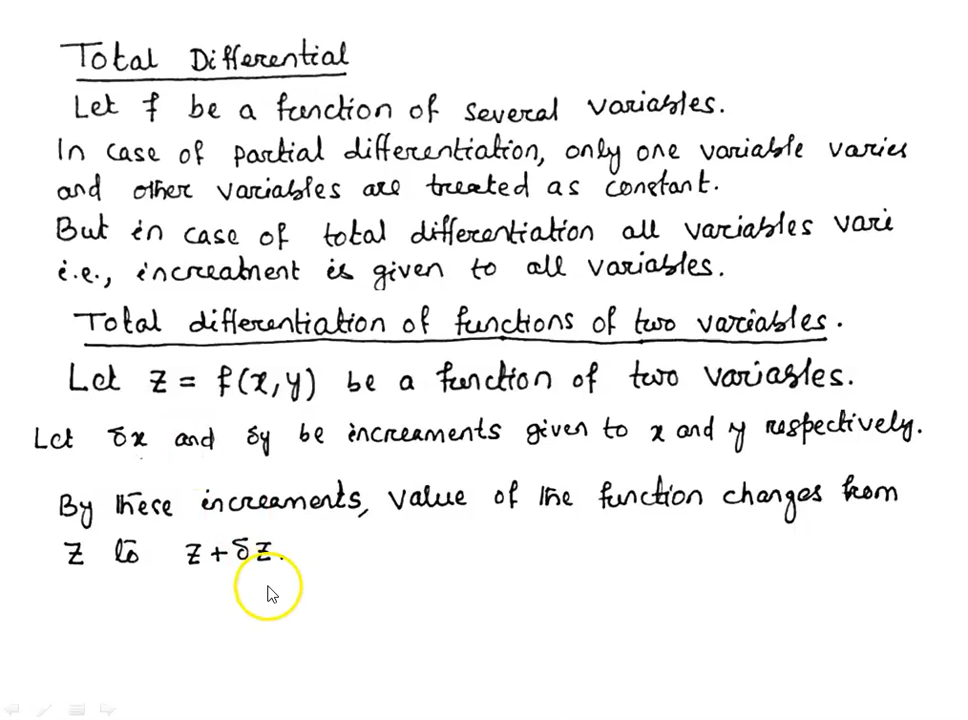 Total Differential
Let f be a function of several variables.
In case of partial differentiation, only one variable varies
and other variables are treated as constant.
But in case of total differentiation all variables vari
i.e., increatment is given to all variables.
Total differentiation of functions of two variables.
Let z = f(x,y) be a function of two variables.
Let δx and δy be increaments given to x and y respectively.
By these increaments, value of the function changes from
z to z + δz.